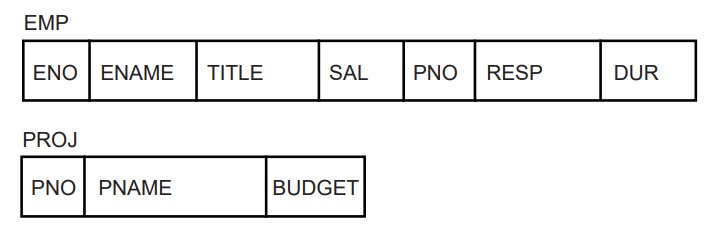 EMP
ENO ENAME TITLE SAL PNO RESP DUR
PROJ
PNO PNAME BUDGET